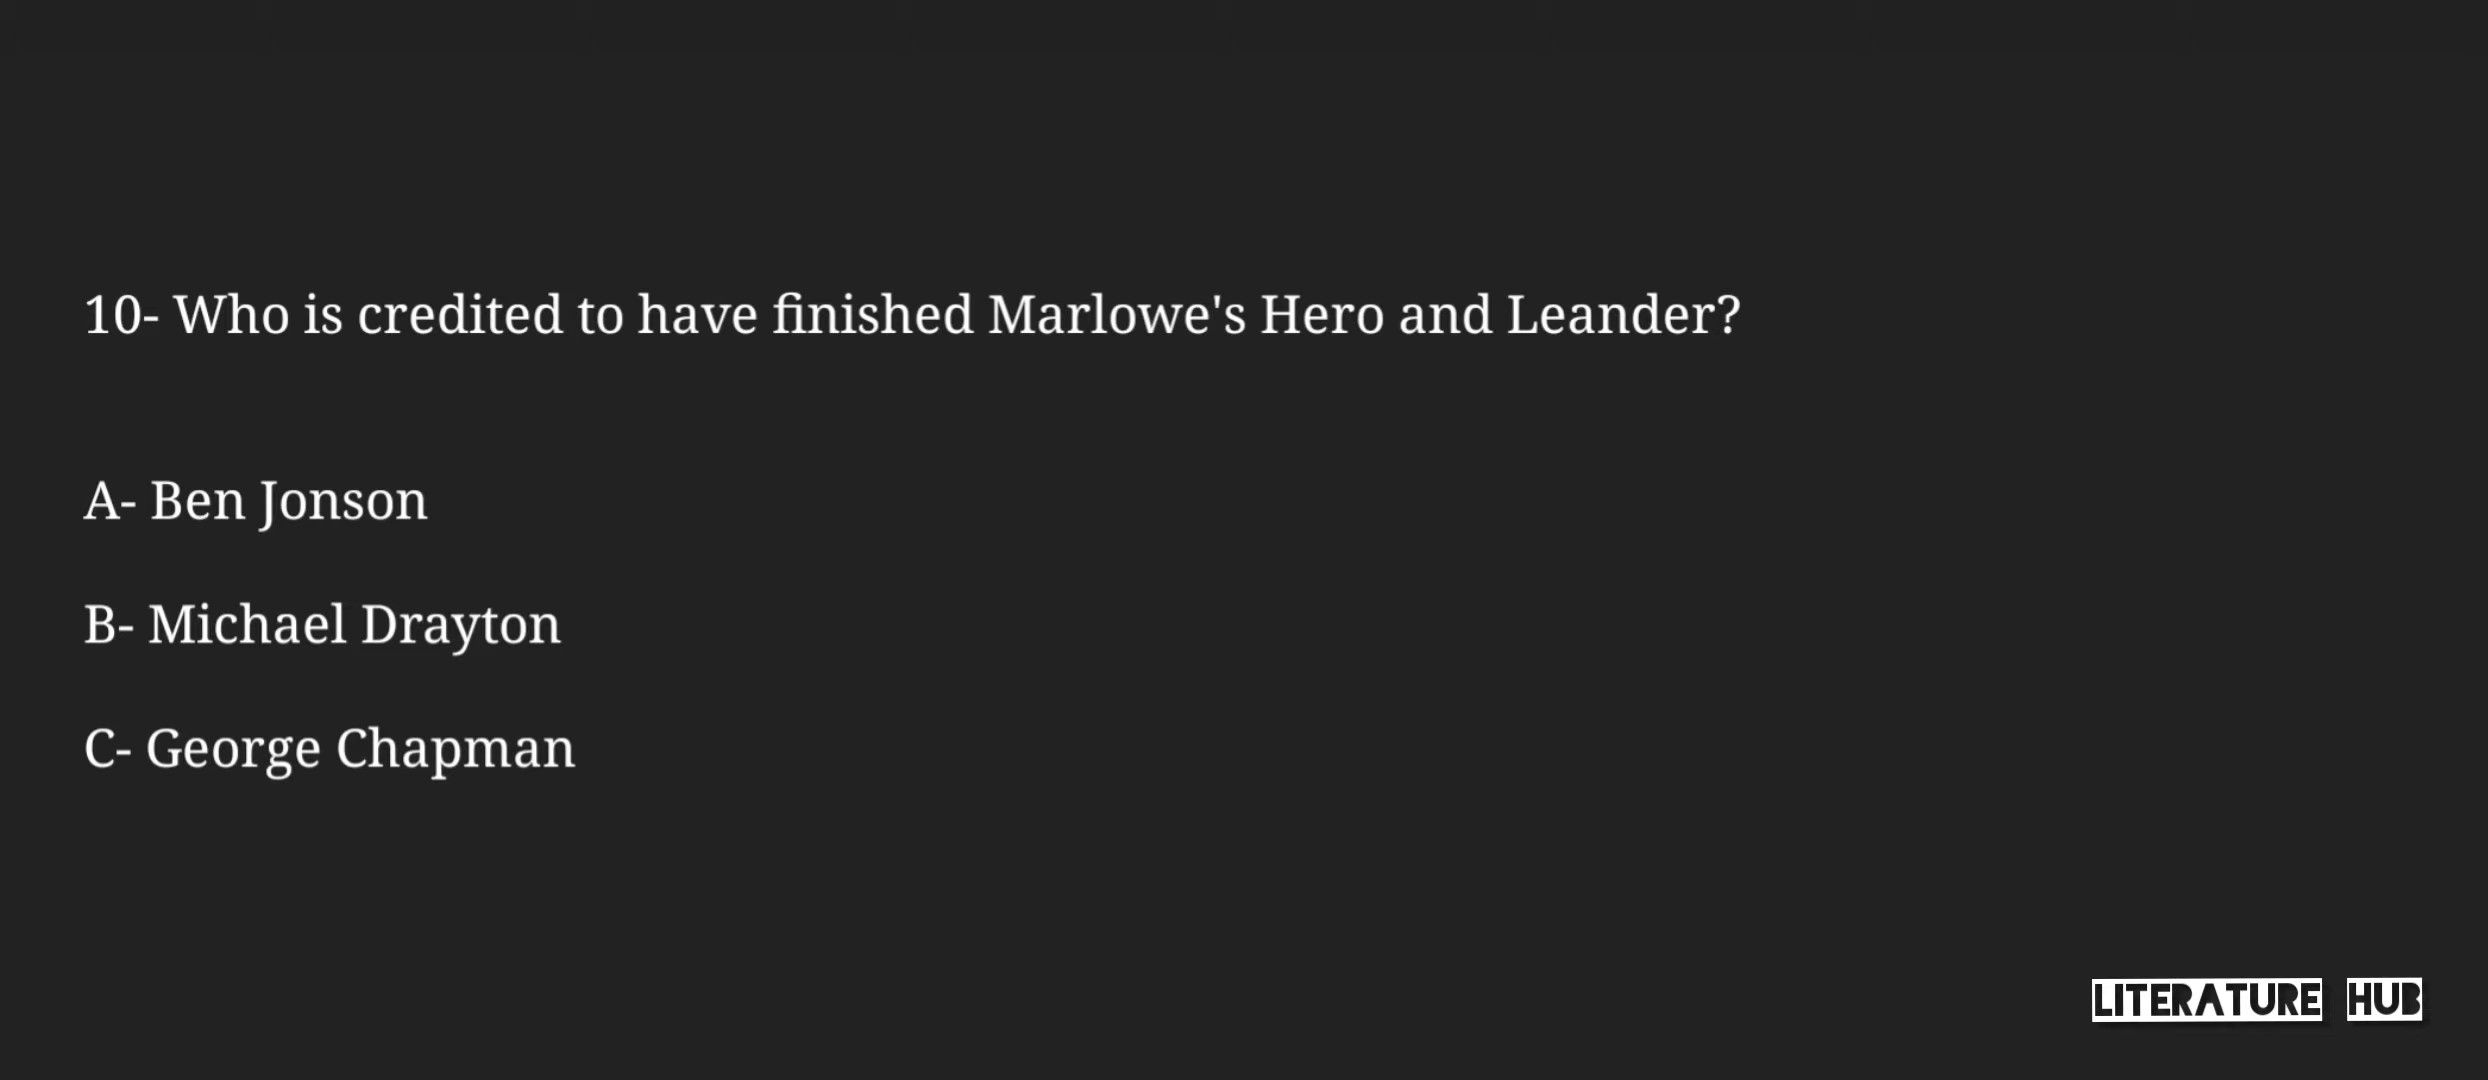 10- Who is credited to have finished Marlowe's Hero and Leander?
A- Ben Jonson
B- Michael Drayton
C- George Chapman
LITERATURE HUB